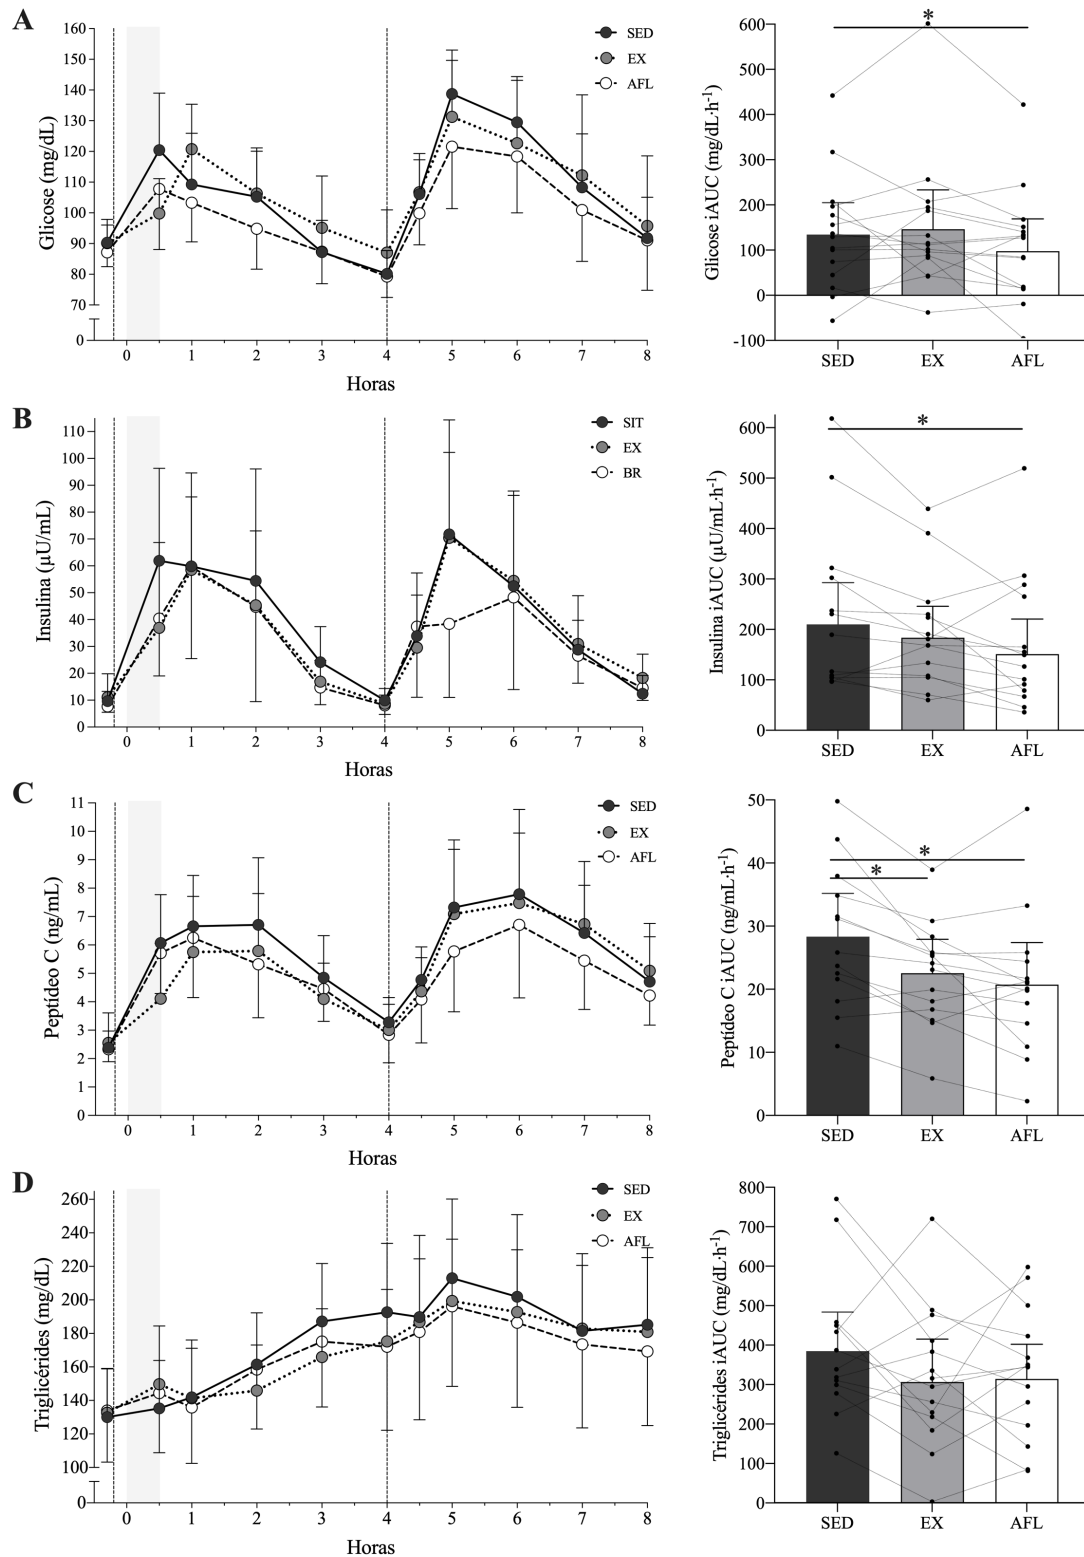 A
Glicose (mg/dL)
160
150
140
130
120
110
100
90
80
70
0
0 1 2 3 4 5 6 7 8
Horas
SED
EX
AFL
Glicose iAUC (mg/dL·h-1)
600
500
400
300
200
100
0
-100
*
SED EX AFL
B
Insulina (µU/mL)
110
100
90
80
70
60
50
40
30
20
10
0
0 1 2 3 4 5 6 7 8
Horas
SIT
EX
BR
Insulina iAUC (µU/mL·h-1)
600
500
400
300
200
100
0
*
SED EX AFL
C
Peptídeo C (ng/mL)
11
10
9
8
7
6
5
4
3
2
1
0
0 1 2 3 4 5 6 7 8
Horas
SED
EX
AFL
Peptídeo C iAUC (ng/mL·h-1)
50
40
30
20
10
0
*
*
SED EX AFL
D
Triglicérides (mg/dL)
260
240
220
200
180
160
140
120
100
0
0 1 2 3 4 5 6 7 8
Horas
SED
EX
AFL
Triglicérides iAUC (mg/dL·h-1)
800
700
600
500
400
300
200
100
0
SED EX AFL